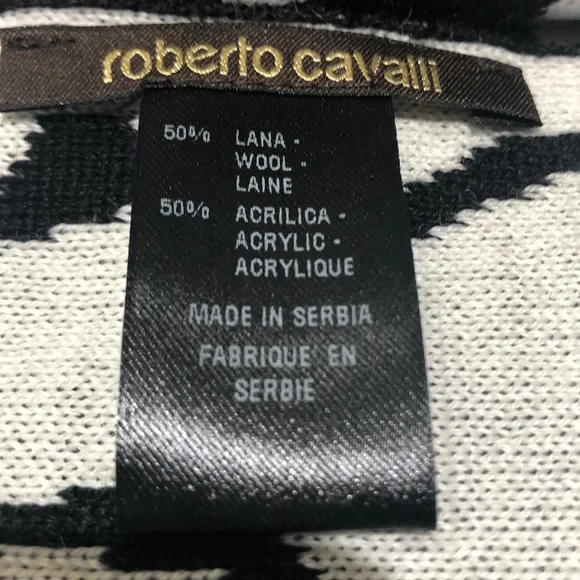 roberto cavalli
50% LANA -
WOOL -
LAINE
50% ACRILICA -
ACRYLIC -
ACRYLIQUE
MADE IN SERBIA
FABRIQUE EN
SERBIE